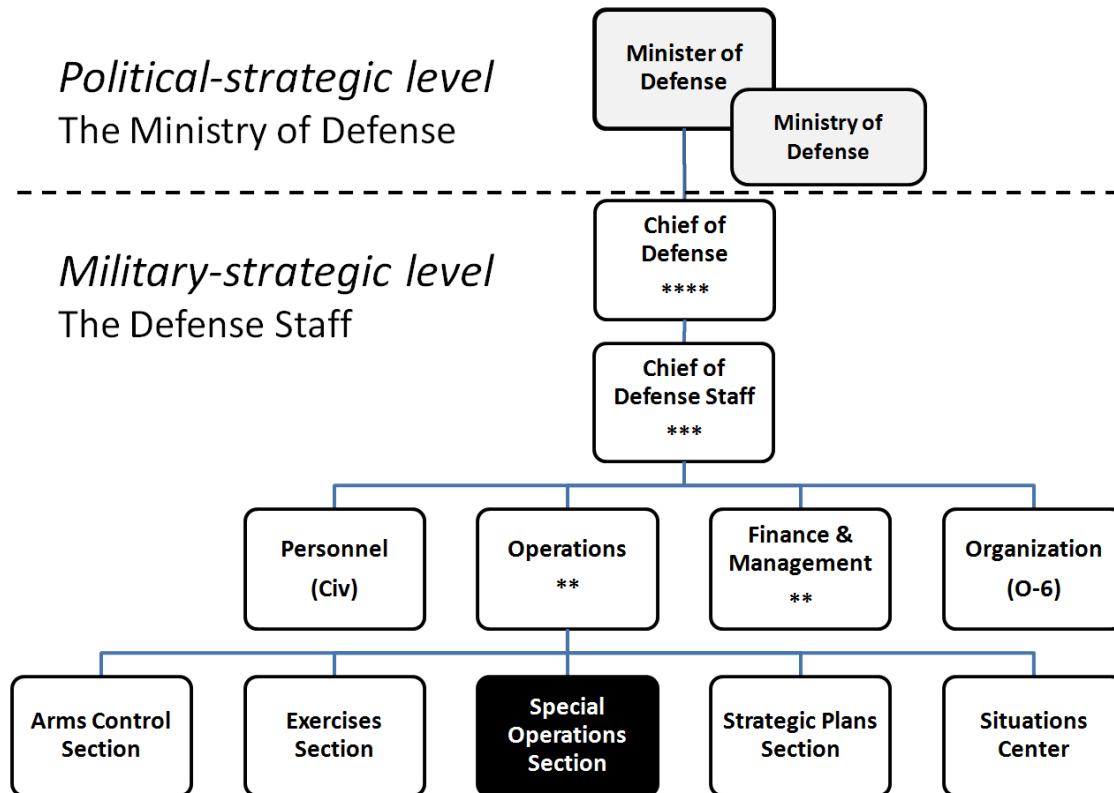 Political-strategic level
The Ministry of Defense
Minister of
Defense
Ministry of
Defense
Military-strategic level
The Defense Staff
Chief of
Defense
****
Chief of
Defense Staff
***
Personnel
(Civ)
Operations
**
Finance &
Management
**
Organization
(O-6)
Arms Control
Section
Exercises
Section
Special
Operations
Section
Strategic Plans
Section
Situations
Center